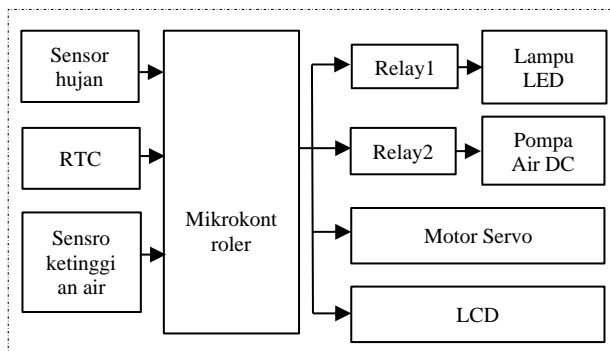 Sensor
hujan
RTC
Sensro
ketinggi
an air
Mikrokont
roler
Relay1
Lampu
LED
Relay2
Pompa
Air DC
Motor Servo
LCD